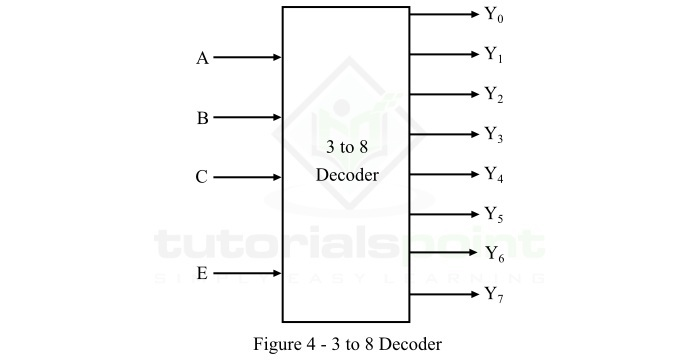 A
B
C
E
3 to 8
Decoder
Y0
Y1
Y2
Y3
Y4
Y5
Y6
Y7
tutorialspoint
SIMPLY EASY LEARNING
Figure 4 - 3 to 8 Decoder